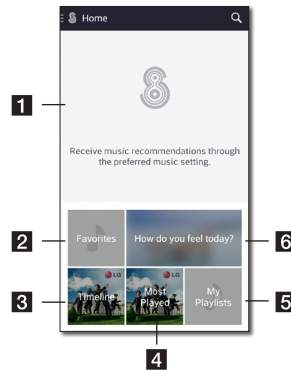 Home
1
Receive music recommendations through
the preferred music setting.
2
Favorites
How do you feel today?
6
LG
LG
3
Timeline
Most
Played
My
Playlists
5
4